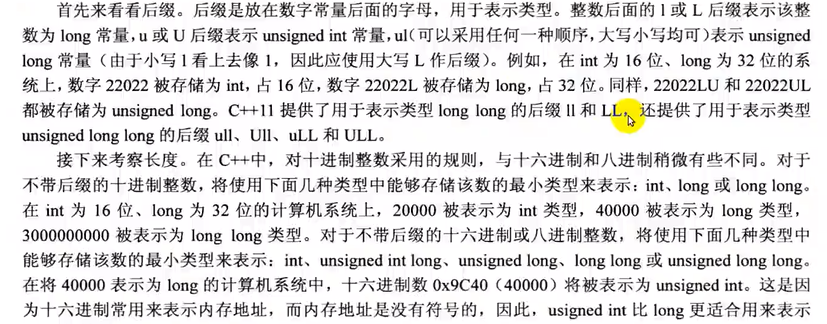 首先来看看后缀。后缀是放在数字常量后面的字母，用于表示类型。整数后面的 l 或 L 后缀表示该整
数为 long 常量，u 或 U 后缀表示 unsigned int 常量，ul（可以采用任何一种顺序，大写小写均可）表示 unsigned
long 常量（由于小写 l 看上去像 1，因此应使用大写 L 作后缀）。例如，在 int 为 16 位、long 为 32 位的系
统上，数字 22022 被存储为 int，占 16 位，数字 22022L 被存储为 long，占 32 位。同样，22022LU 和 22022UL
都被存储为 unsigned long。C++11 提供了用于表示类型 long long 的后缀 ll 和 LL，还提供了用于表示类型
unsigned long long 的后缀 ull、Ull、uLL 和 ULL。
接下来考察长度。在 C++中，对十进制整数采用的规则，与十六进制和八进制稍微有些不同。对于
不带后缀的十进制整数，将使用下面几种类型中能够存储该数的最小类型来表示：int、long 或 long long。
在 int 为 16 位、long 为 32 位的计算机系统上，20000 被表示为 int 类型，40000 被表示为 long 类型，
3000000000 被表示为 long long 类型。对于不带后缀的十六进制或八进制整数，将使用下面几种类型中
能够存储该数的最小类型来表示：int、unsigned int long、unsigned long、long long 或 unsigned long long。
在将 40000 表示为 long 的计算机系统中，十六进制数 0x9C40（40000）将被表示为 unsigned int。这是因
为十六进制常用来表示内存地址，而内存地址是没有符号的，因此，usigned int 比 long 更适合用来表示